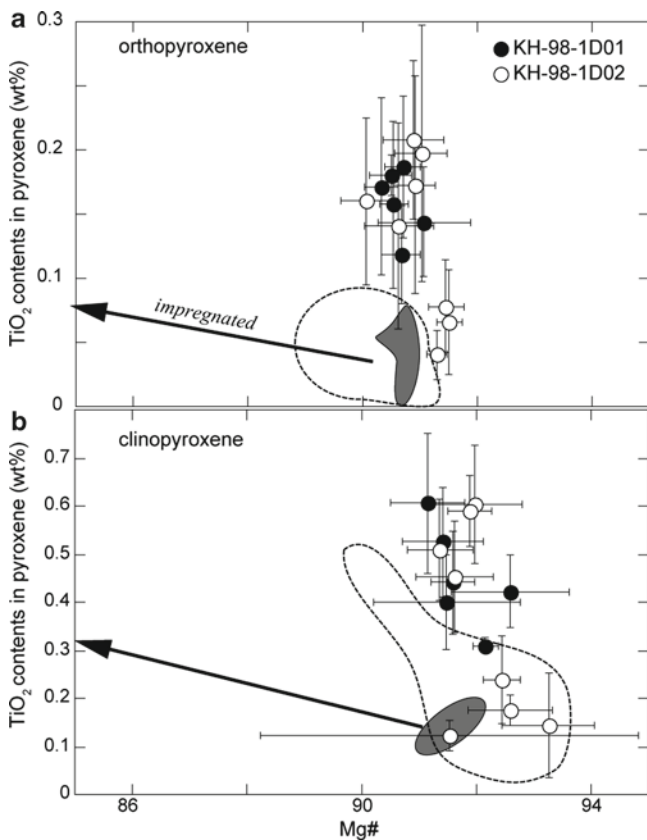 a
orthopyroxene
KH-98-1D01
KH-98-1D02
TiO₂ contents in pyroxene (wt%)
0.3
0.2
0.1
0
impregnated
b
clinopyroxene
TiO₂ contents in pyroxene (wt%)
0.7
0.6
0.5
0.4
0.3
0.2
0.1
0
86 90 92 94
Mg#